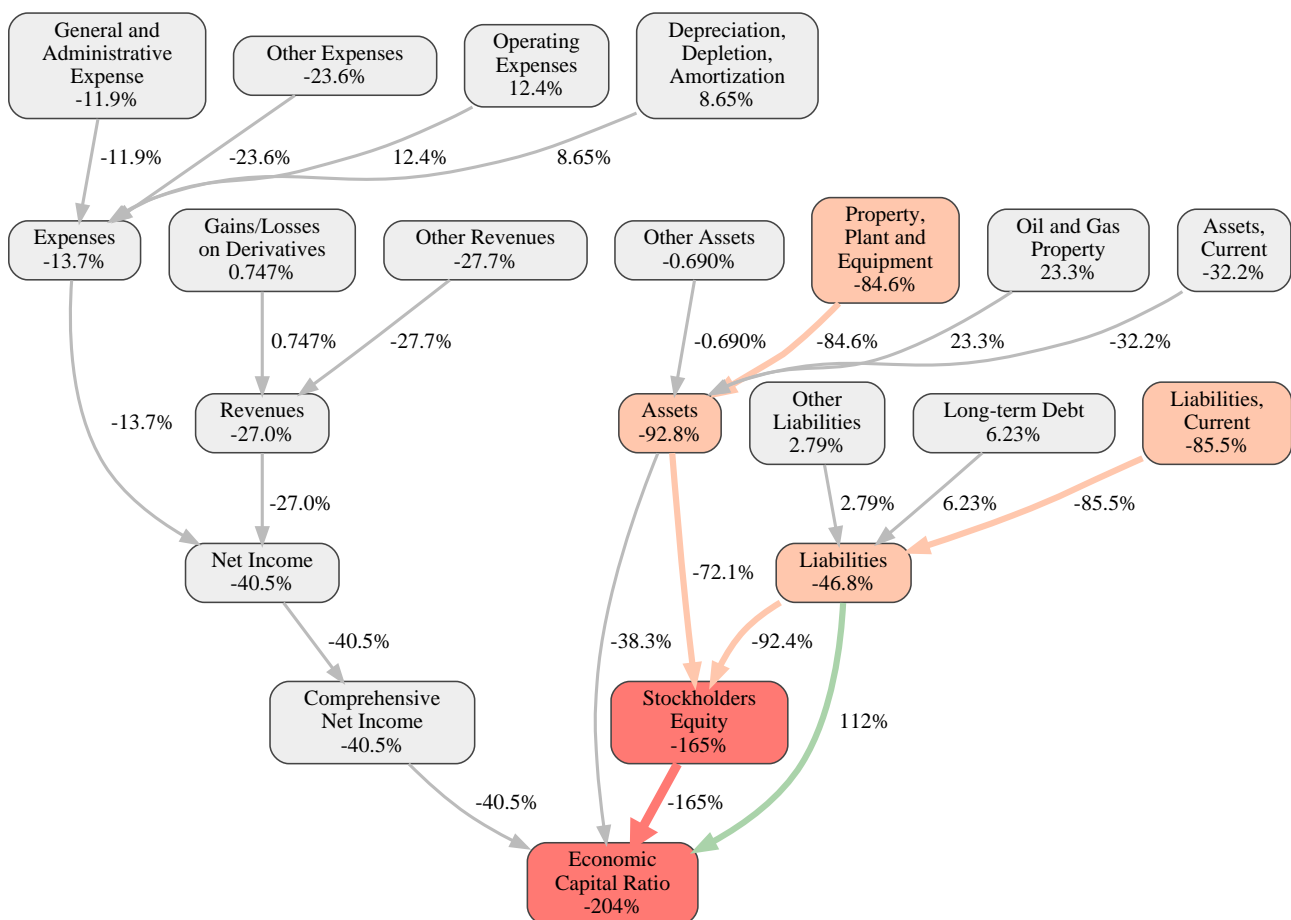 General and
Administrative
Expense
-11.9%
Other Expenses
-23.6%
Operating
Expenses
12.4%
Depreciation,
Depletion,
Amortization
8.65%
-11.9%
-23.6%
12.4%
8.65%
Expenses
-13.7%
Gains/Losses
on Derivatives
0.747%
Other Revenues
-27.7%
Other Assets
-0.690%
Property,
Plant and
Equipment
-84.6%
Oil and Gas
Property
23.3%
Assets,
Current
-32.2%
0.747%
-27.7%
-0.690%
-84.6%
23.3%
-32.2%
-13.7%
Revenues
-27.0%
Assets
-92.8%
Other
Liabilities
2.79%
Long-term Debt
6.23%
Liabilities,
Current
-85.5%
-27.0%
2.79%
6.23%
-85.5%
Net Income
-40.5%
-72.1%
Liabilities
-46.8%
-40.5%
-38.3%
-92.4%
Comprehensive
Net Income
-40.5%
Stockholders
Equity
-165%
112%
-40.5%
-165%
Economic
Capital Ratio
-204%